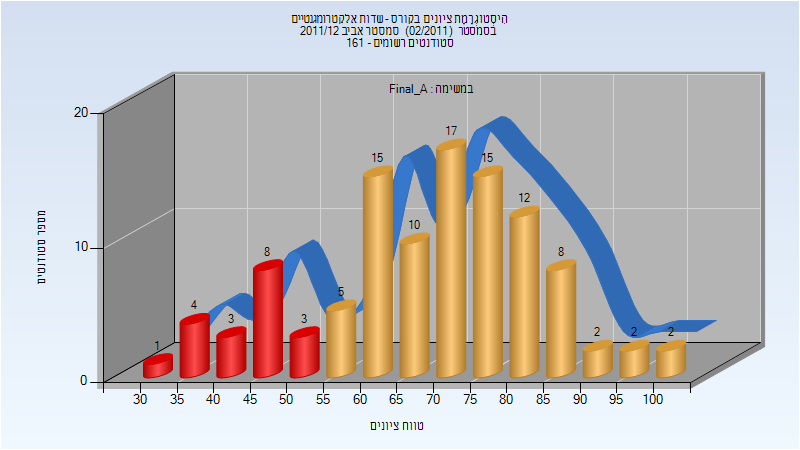 היסטוגרמת ציונים בקורס - שדות אלקטרומגנטיים
בסמסטר (02/2011) סמסטר אביב 2011/12
סטודנטים רשומים - 161
במשימה : Final_A
מספר סטודנטים
20
10
0
1
4
3
8
3
5
15
10
17
15
12
8
2
2
2
30 35 40 45 50 55 60 65 70 75 80 85 90 95 100
טווח ציונים